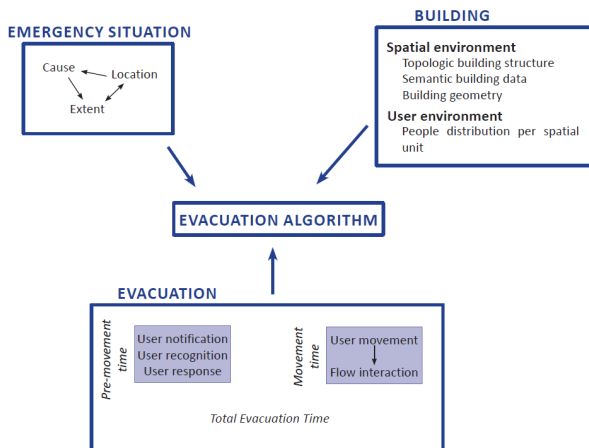 EMERGENCY SITUATION
Cause
Location
Extent
BUILDING
Spatial environment
Topologic building structure
Semantic building data
Building geometry
User environment
People distribution per spatial
unit
EVACUATION ALGORITHM
EVACUATION
Pre-movement
time
User notification
User recognition
User response
Movement
time
User movement
Flow interaction
Total Evacuation Time